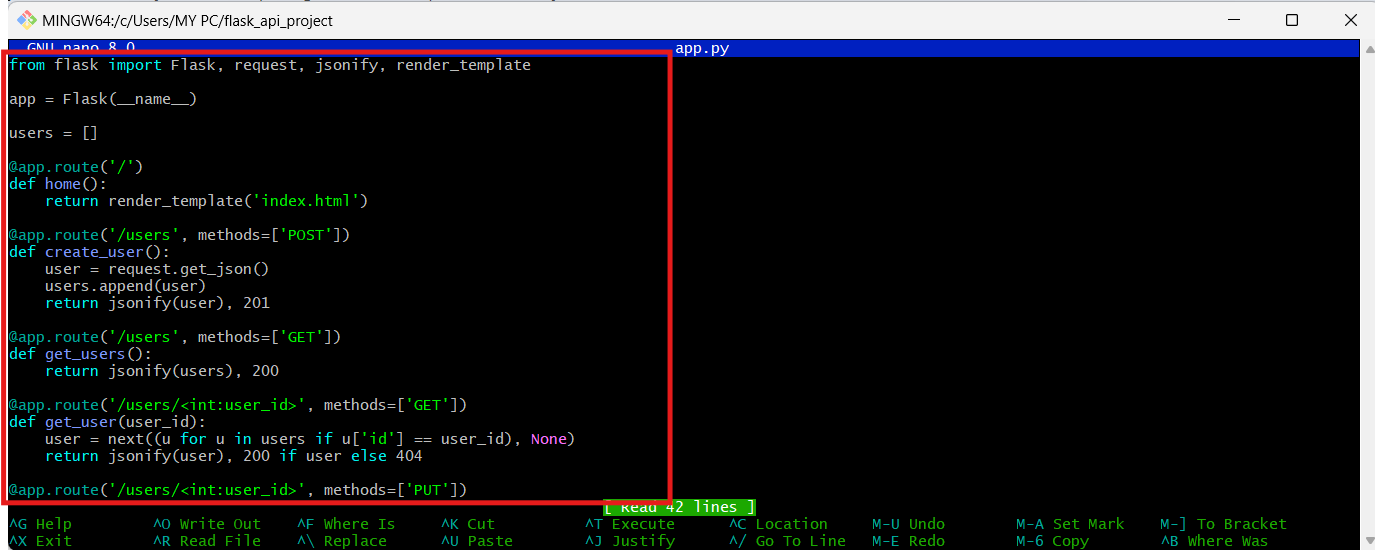 MINGW64:/c/Users/MY PC/flask_api_project
GNU nano 8.0 app.py
from flask import Flask, request, jsonify, render_template
app = Flask(__name__)
users = []
@app.route('/')
def home():
    return render_template('index.html')
@app.route('/users', methods=['POST'])
def create_user():
    user = request.get_json()
    users.append(user)
    return jsonify(user), 201
@app.route('/users', methods=['GET'])
def get_users():
    return jsonify(users), 200
@app.route('/users/<int:user_id>', methods=['GET'])
def get_user(user_id):
    user = next((u for u in users if u['id'] == user_id), None)
    return jsonify(user), 200 if user else 404
@app.route('/users/<int:user_id>', methods=['PUT'])
[ Read 42 lines ]
^G Help ^O Write Out ^F Where Is ^K Cut ^T Execute ^C Location M-U Undo M-A Set Mark M-] To Bracket
^X Exit ^R Read File ^\ Replace ^U Paste ^J Justify ^/ Go To Line M-E Redo M-6 Copy ^B Where Was